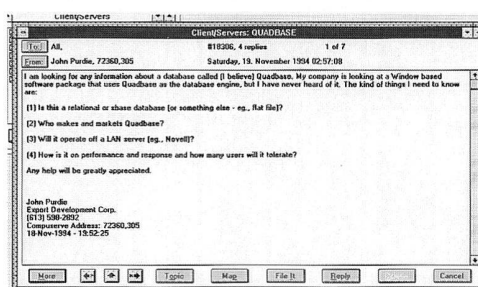 Client/Servers
Client/Servers: QUADBASE
To: All, #18306, 4 replies 1 of 7
From: John Purdie, 72360,305 Saturday, 19. November 1994 02:57:08
I am looking for any information about a database called (I believe) Quadbase. My company is looking at a Window based
software package that uses Quadbase as the database engine, but I have never heard of it. The kind of things I need to know
are:
(1) Is this a relational or xbase database (or something else - eg., flat file)?
(2) Who makes and markets Quadbase?
(3) Will it operate off a LAN server (eg., Novell)?
(4) How is it on performance and response and how many users will it tolerate?
Any help will be greatly appreciated.
John Purdie
Export Development Corp.
(613) 598-2892
Compuserve Address: 72360,305
18-Nov-1994 - 19:52:25
More Topic Map File It Reply Cancel